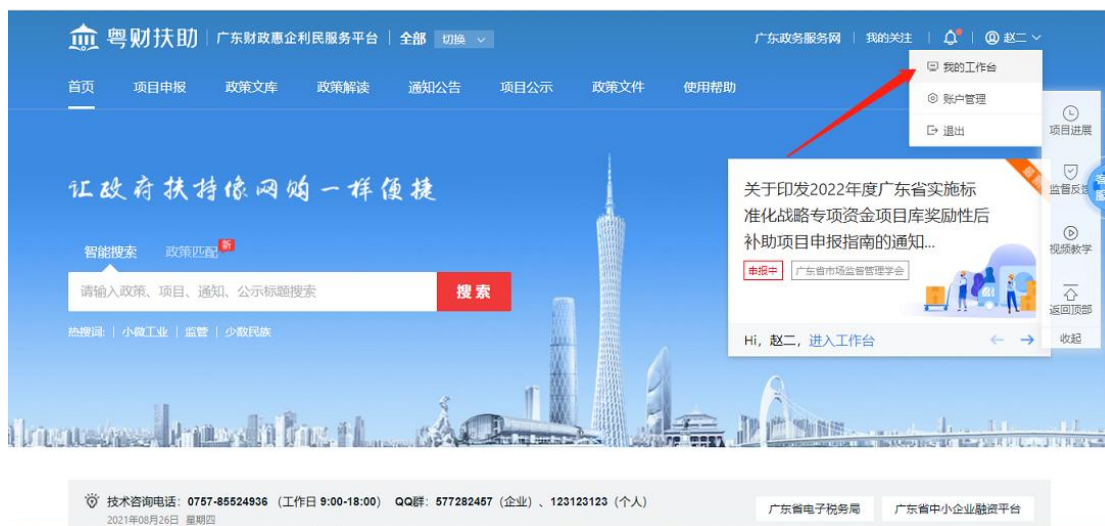 粤财扶助 广东财政惠企利民服务平台 全部 切换 广东政务服务网 我的关注 赵二
首页 项目申报 政策文库 政策解读 通知公告 项目公示 政策文件 使用帮助
我的工作台
账户管理
退出
让政府扶持像网购一样便捷
智能搜索 政策匹配 新
请输入政策、项目、通知、公示标题搜索 搜索
热搜词: 小微工业 监管 少数民族
关于印发2022年度广东省实施标
准化战略专项资金项目库奖励性后
补助项目申报指南的通知...
申报中 广东省市场监督管理学会
Hi, 赵二, 进入工作台
项目进展
监督反馈
客服
视频教学
返回顶部
收起
技术咨询电话: 0757-85524936 (工作日 9:00-18:00) QQ群: 577282457 (企业) 、123123123 (个人)
2021年08月26日 星期四
广东省电子税务局 广东省中小企业融资平台